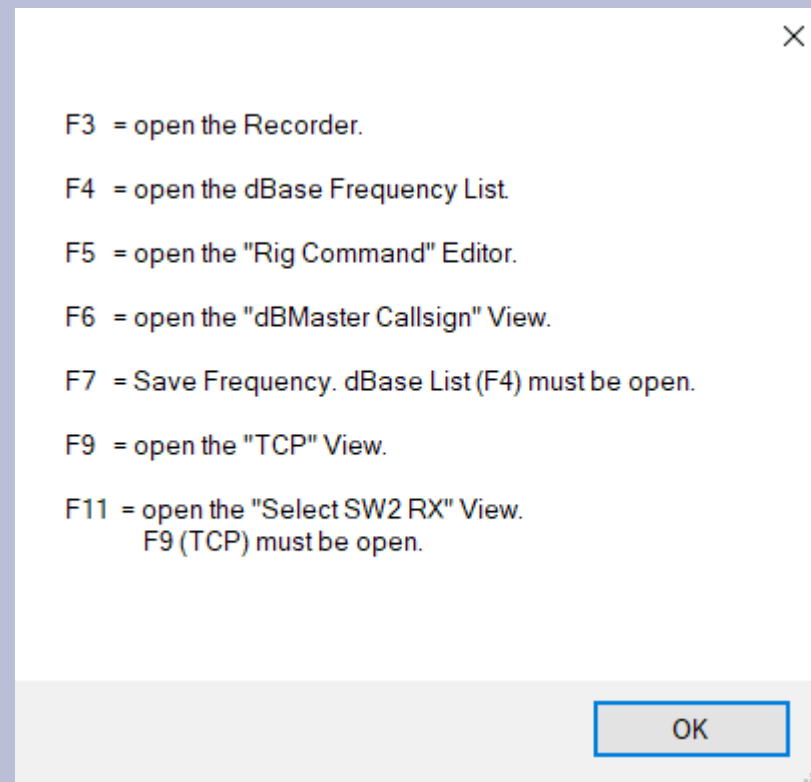 F3 = open the Recorder.
F4 = open the dBase Frequency List.
F5 = open the "Rig Command" Editor.
F6 = open the "dBMaster Callsign" View.
F7 = Save Frequency. dBase List (F4) must be open.
F9 = open the "TCP" View.
F11 = open the "Select SW2 RX" View.
F9 (TCP) must be open.
OK